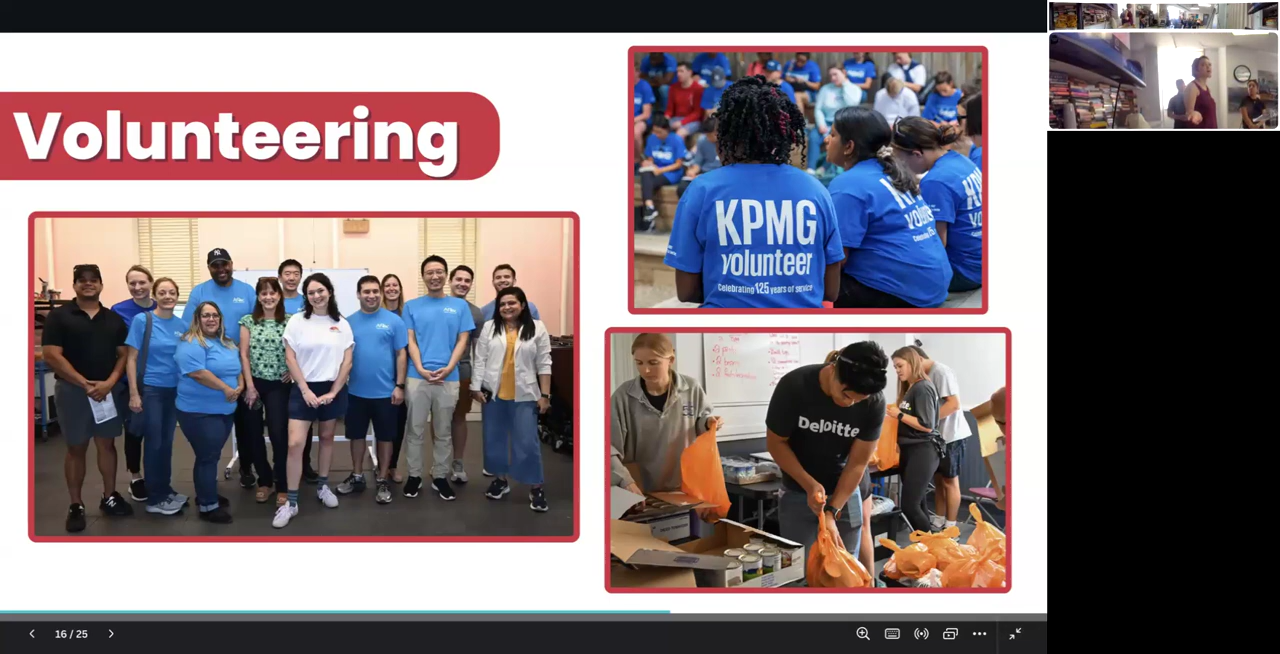 Volunteering
KPMG
volunteer
Celebrating 125 years of service
Deloitte
16 / 25